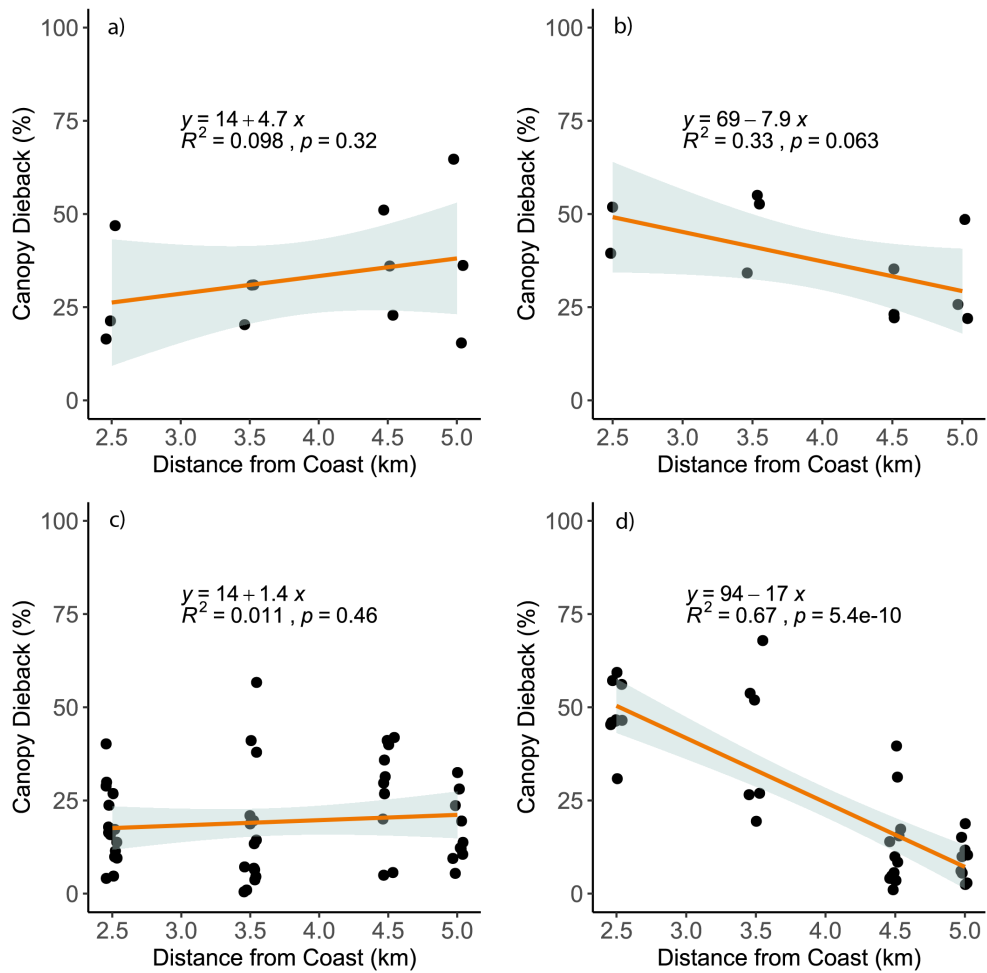 a)
y = 14 + 4.7 x
R² = 0.098 , p = 0.32
Canopy Dieback (%)
100
75
50
25
0
2.5 3.0 3.5 4.0 4.5 5.0
Distance from Coast (km)
b)
y = 69 − 7.9 x
R² = 0.33 , p = 0.063
Canopy Dieback (%)
100
75
50
25
0
2.5 3.0 3.5 4.0 4.5 5.0
Distance from Coast (km)
c)
y = 14 + 1.4 x
R² = 0.011 , p = 0.46
Canopy Dieback (%)
100
75
50
25
0
2.5 3.0 3.5 4.0 4.5 5.0
Distance from Coast (km)
d)
y = 94 − 17 x
R² = 0.67 , p = 5.4e-10
Canopy Dieback (%)
100
75
50
25
0
2.5 3.0 3.5 4.0 4.5 5.0
Distance from Coast (km)